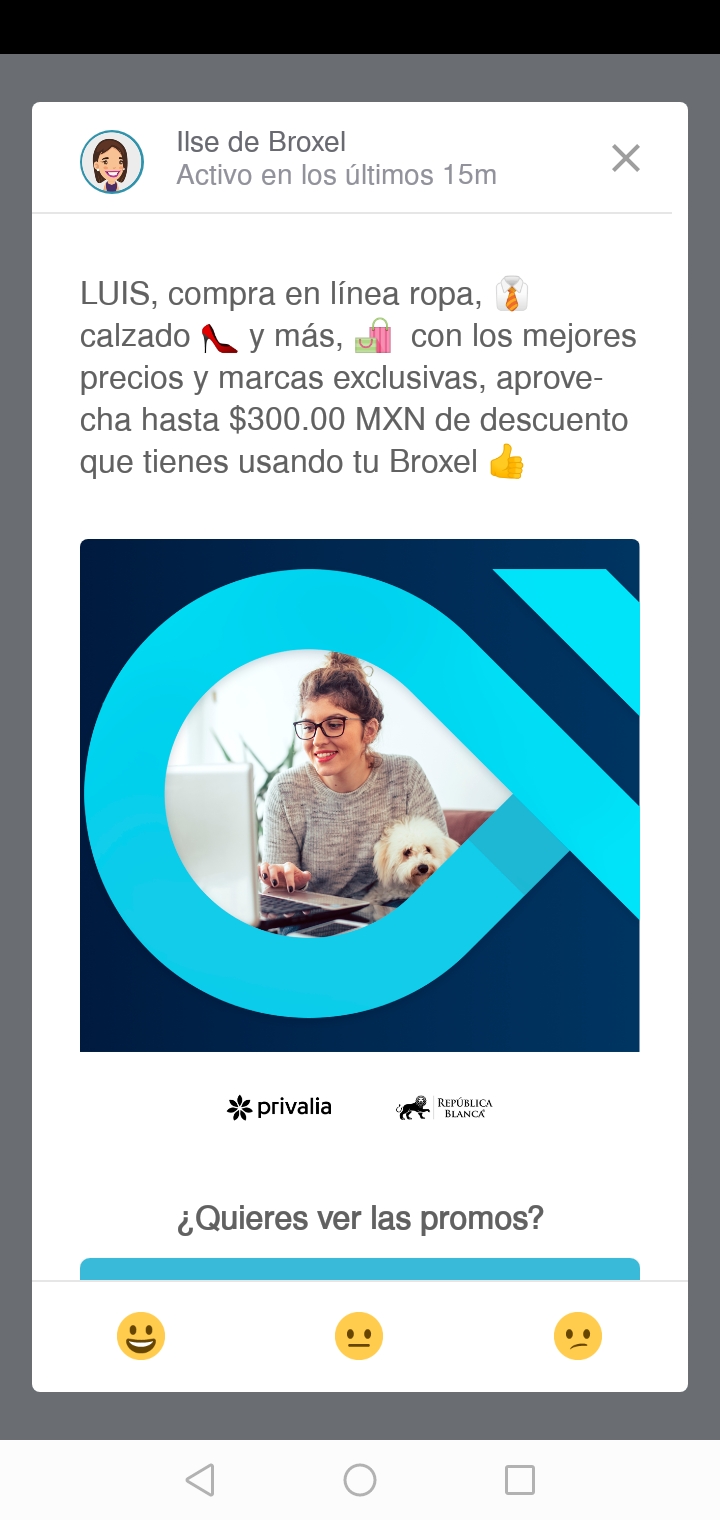 Ilse de Broxel
Activo en los últimos 15m
LUIS, compra en línea ropa, 👔
calzado 👠 y más, 🛍 con los mejores
precios y marcas exclusivas, aprove-
cha hasta $300.00 MXN de descuento
que tienes usando tu Broxel 👍
privalia
REPÚBLICA
BLANCA
¿Quieres ver las promos?